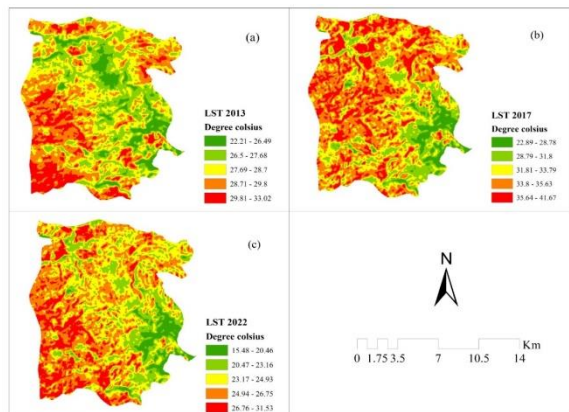 (a)
LST 2013
Degree colsius
22.21 - 26.49
26.5 - 27.68
27.69 - 28.7
28.71 - 29.8
29.81 - 33.02
(b)
LST 2017
Degree colsius
22.89 - 28.78
28.79 - 31.8
31.81 - 33.79
33.8 - 35.63
35.64 - 41.67
(c)
LST 2022
Degree colsius
15.48 - 20.46
20.47 - 23.16
23.17 - 24.93
24.94 - 26.75
26.76 - 31.53
N
Km
0 1.753.5 7 10.5 14